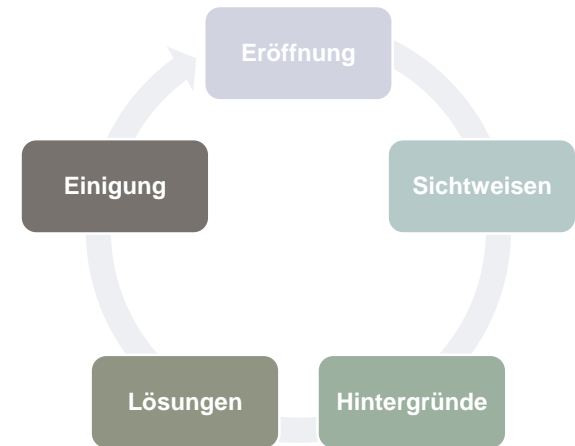 Eröffnung
Sichtweisen
Hintergründe
Lösungen
Einigung